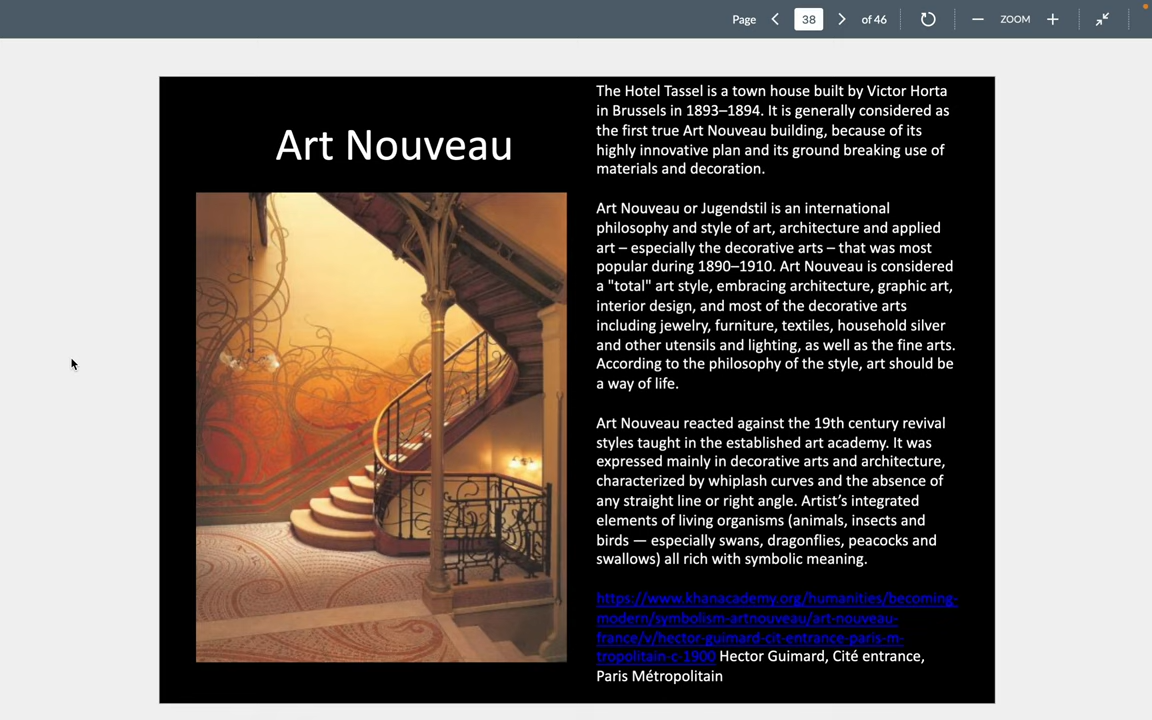 Page 38 of 46 ZOOM
Art Nouveau
The Hotel Tassel is a town house built by Victor Horta
in Brussels in 1893–1894. It is generally considered as
the first true Art Nouveau building, because of its
highly innovative plan and its ground breaking use of
materials and decoration.
Art Nouveau or Jugendstil is an international
philosophy and style of art, architecture and applied
art – especially the decorative arts – that was most
popular during 1890–1910. Art Nouveau is considered
a "total" art style, embracing architecture, graphic art,
interior design, and most of the decorative arts
including jewelry, furniture, textiles, household silver
and other utensils and lighting, as well as the fine arts.
According to the philosophy of the style, art should be
a way of life.
Art Nouveau reacted against the 19th century revival
styles taught in the established art academy. It was
expressed mainly in decorative arts and architecture,
characterized by whiplash curves and the absence of
any straight line or right angle. Artist’s integrated
elements of living organisms (animals, insects and
birds — especially swans, dragonflies, peacocks and
swallows) all rich with symbolic meaning.
https://www.khanacademy.org/humanities/becoming-
modern/symbolism-artnouveau/art-nouveau-
france/v/hector-guimard-cit-entrance-paris-m-
tropolitain-c-1900 Hector Guimard, Cité entrance,
Paris Métropolitain